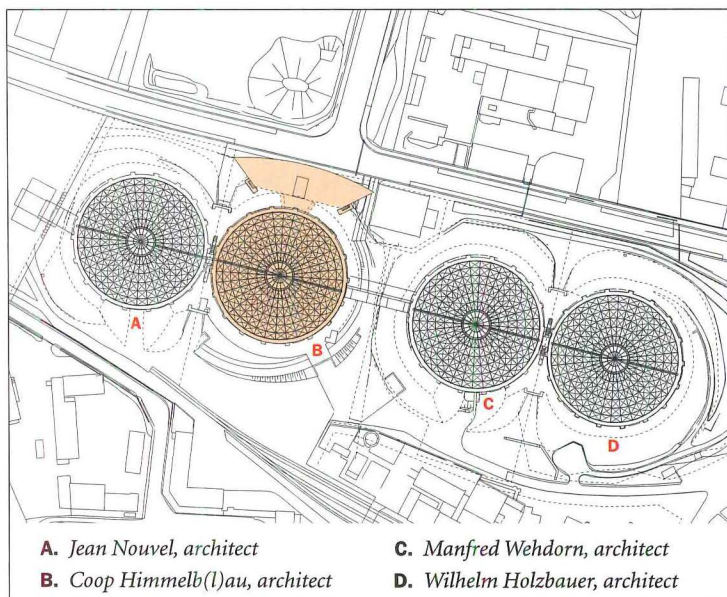 A
B
C
D
A. Jean Nouvel, architect
B. Coop Himmelb(l)au, architect
C. Manfred Wehdorn, architect
D. Wilhelm Holzbauer, architect